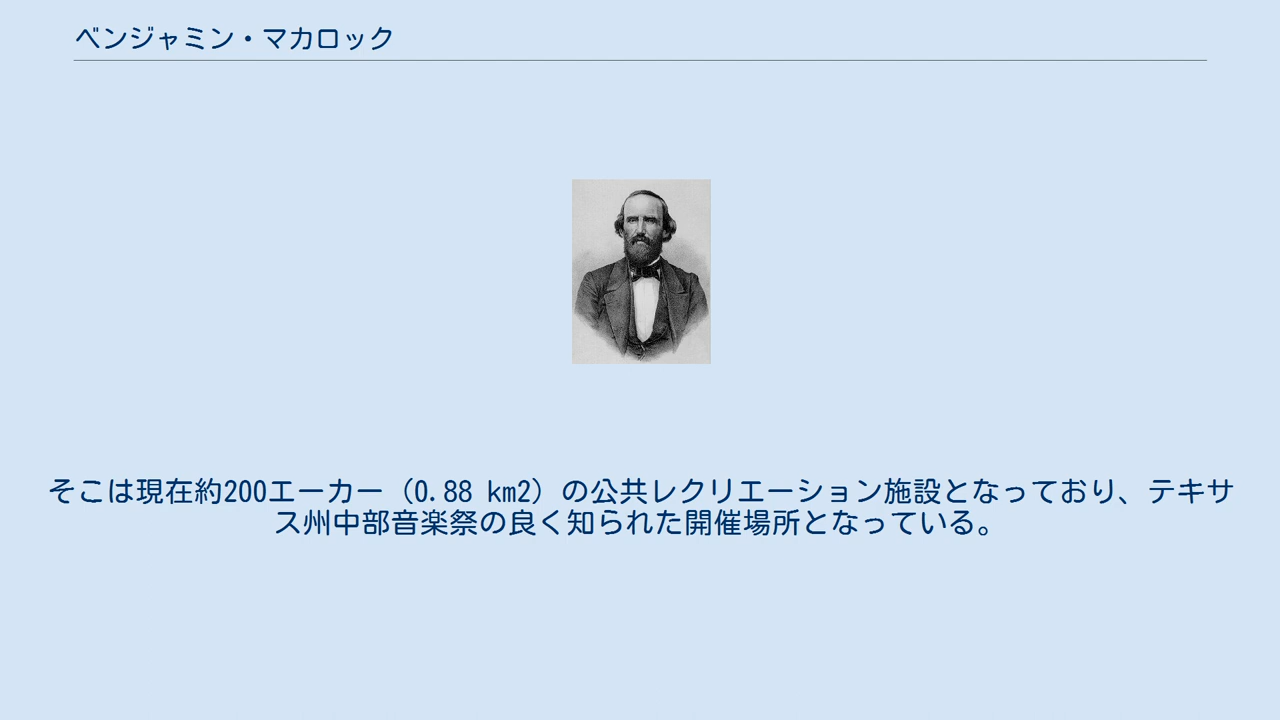 ベンジャミン・マカロック
そこは現在約200エーカー（0.88 km2）の公共レクリエーション施設となっており、テキサ
ス州中部音楽祭の良く知られた開催場所となっている。